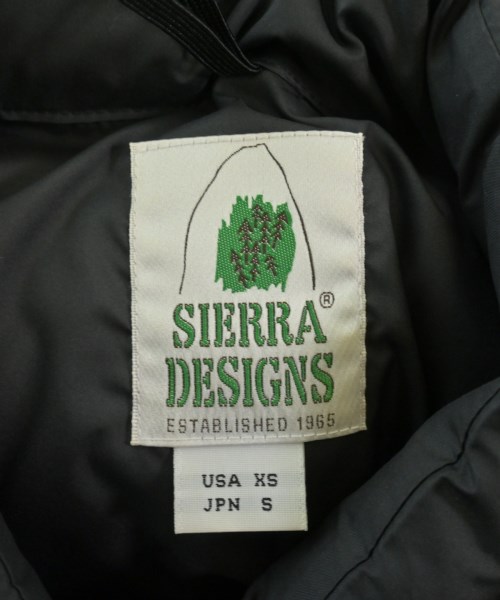 SIERRA®
DESIGNS
ESTABLISHED 1965
USA XS
JPN S